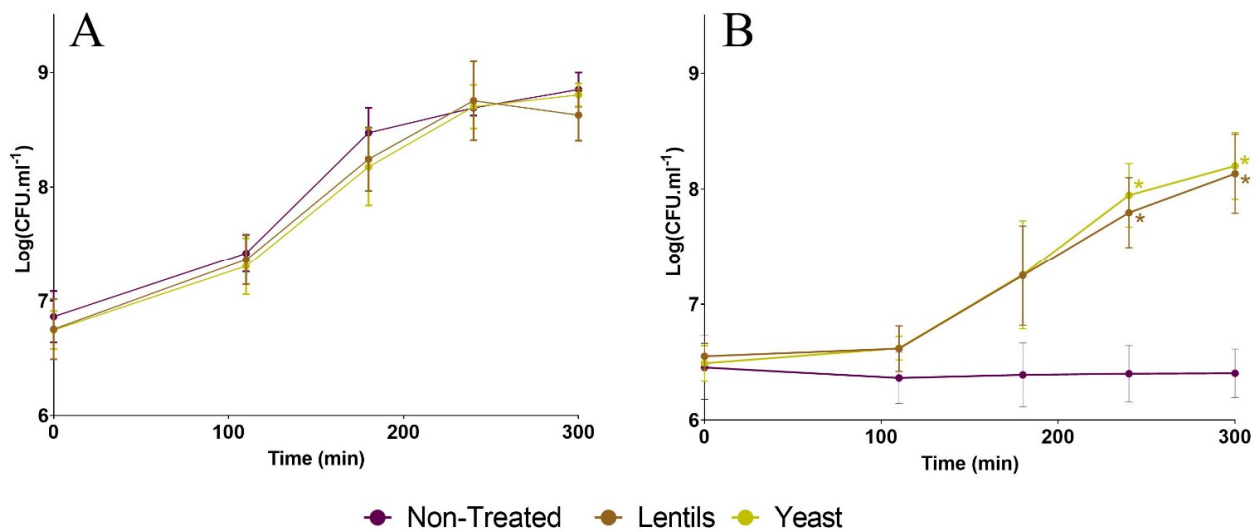 A
B
Log(CFU.ml⁻¹)
9
8
7
6
0
100
200
300
Time (min)
Log(CFU.ml⁻¹)
9
8
7
6
0
100
200
300
Time (min)
*
*
*
*
Non-Treated Lentils Yeast